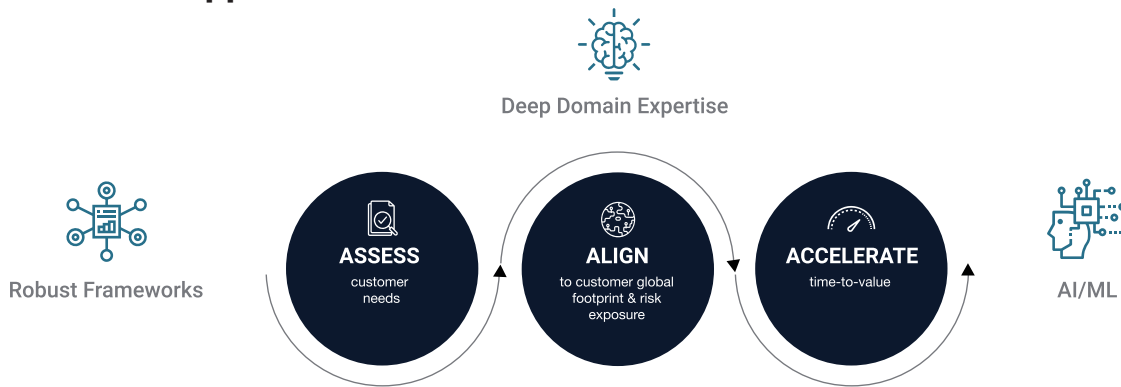 Deep Domain Expertise
Robust Frameworks
ASSESS
customer
needs
ALIGN
to customer global
footprint & risk
exposure
ACCELERATE
time-to-value
AI/ML